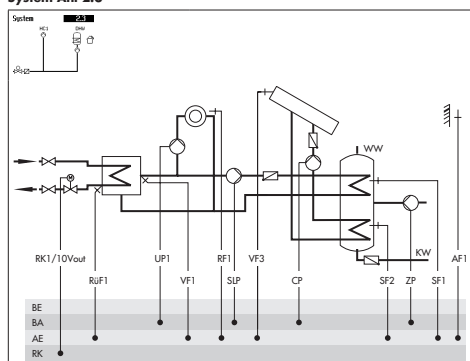 System Anl 2.3
System 2.3
HC1 DHW
WW
RK1/10Vout UP1 RF1 VF3 CP KW AF1
RüF1 VF1 SLP SF2 ZP SF1
BE
BA
AE
RK